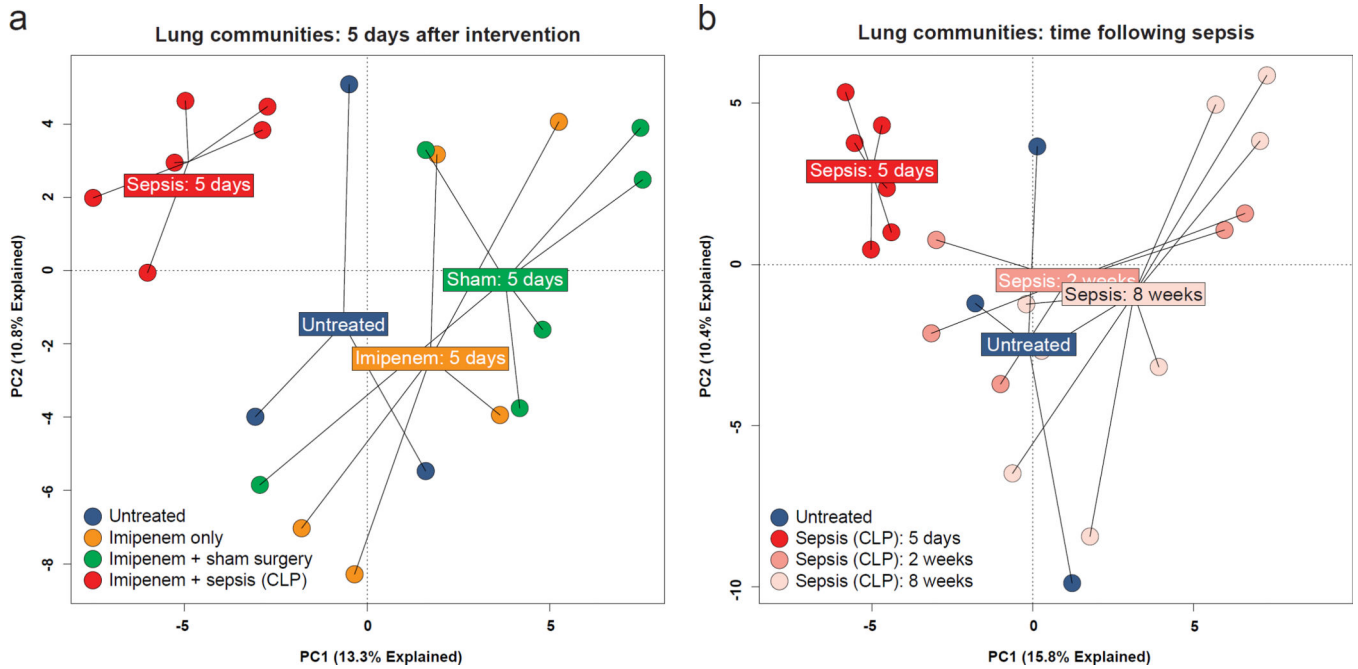 a
Lung communities: 5 days after intervention
PC2 (10.8% Explained)
4
2
0
-2
-4
-6
-8
Sepsis: 5 days
Sham: 5 days
Untreated
Imipenem: 5 days
Untreated
Imipenem only
Imipenem + sham surgery
Imipenem + sepsis (CLP)
-5
0
5
PC1 (13.3% Explained)
b
Lung communities: time following sepsis
PC2 (10.4% Explained)
5
0
-5
-10
Sepsis: 5 days
Sepsis: 2 weeks
Sepsis: 8 weeks
Untreated
Untreated
Sepsis (CLP): 5 days
Sepsis (CLP): 2 weeks
Sepsis (CLP): 8 weeks
-5
0
5
PC1 (15.8% Explained)